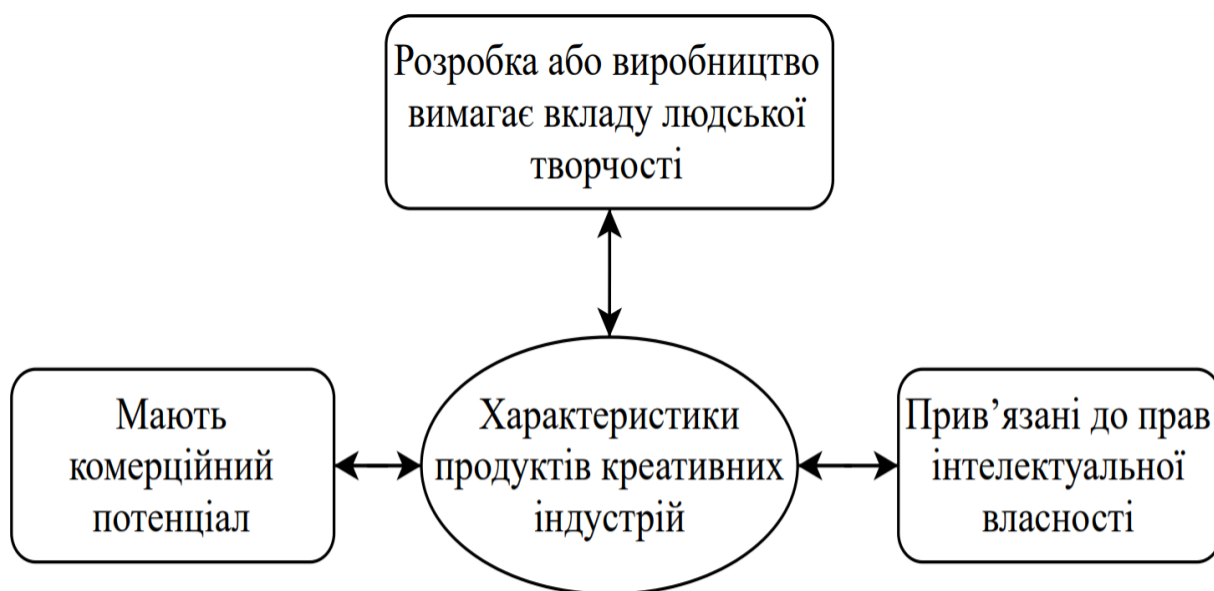 Розробка або виробництво
вимагає вкладу людської
творчості
Мають
комерційний
потенціал
Характеристики
продуктів креативних
індустрій
Прив’язані до прав
інтелектуальної
власності